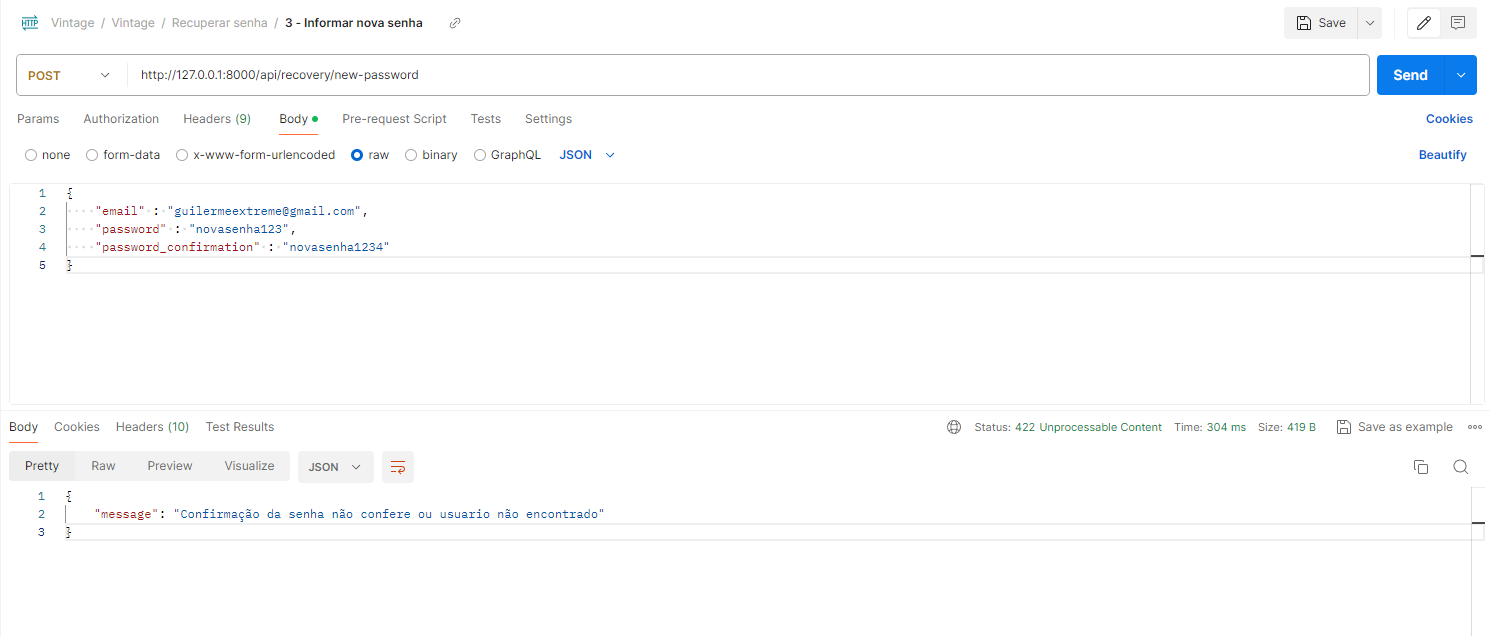 HTTP Vintage / Vintage / Recuperar senha / 3 - Informar nova senha Save
POST http://127.0.0.1:8000/api/recovery/new-password Send
Params Authorization Headers (9) Body Pre-request Script Tests Settings Cookies
none form-data x-www-form-urlencoded raw binary GraphQL JSON Beautify
1 {
2 "email" : "guilermeextreme@gmail.com",
3 "password" : "novasenha123",
4 "password_confirmation" : "novasenha1234"
5 }
Body Cookies Headers (10) Test Results Status: 422 Unprocessable Content Time: 304 ms Size: 419 B Save as example
Pretty Raw Preview Visualize JSON
1 {
2 "message": "Confirmação da senha não confere ou usuario não encontrado"
3 }